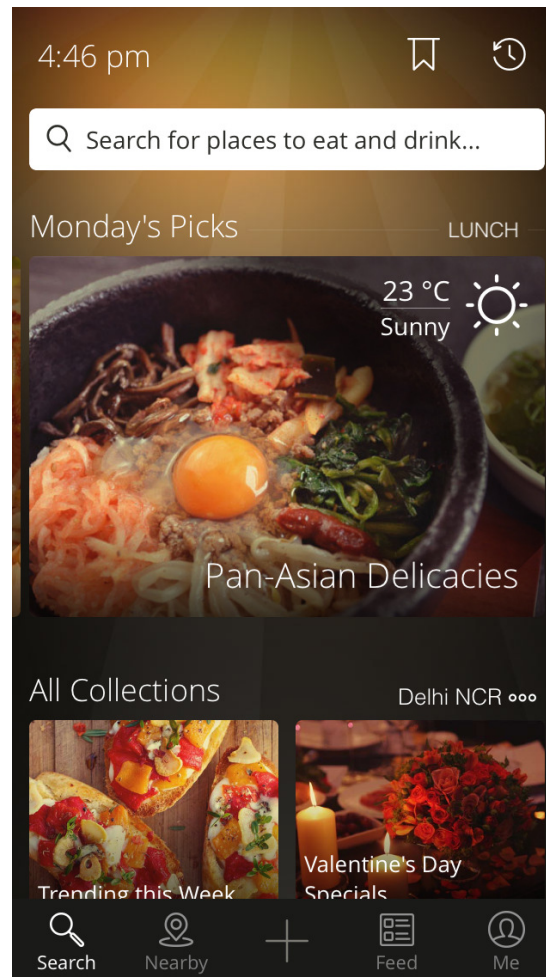 4:46 pm
Search for places to eat and drink...
Monday's Picks
LUNCH
23 °C
Sunny
Pan-Asian Delicacies
All Collections
Delhi NCR
Trending this Week
Valentine's Day
Specials
Search
Nearby
Feed
Me